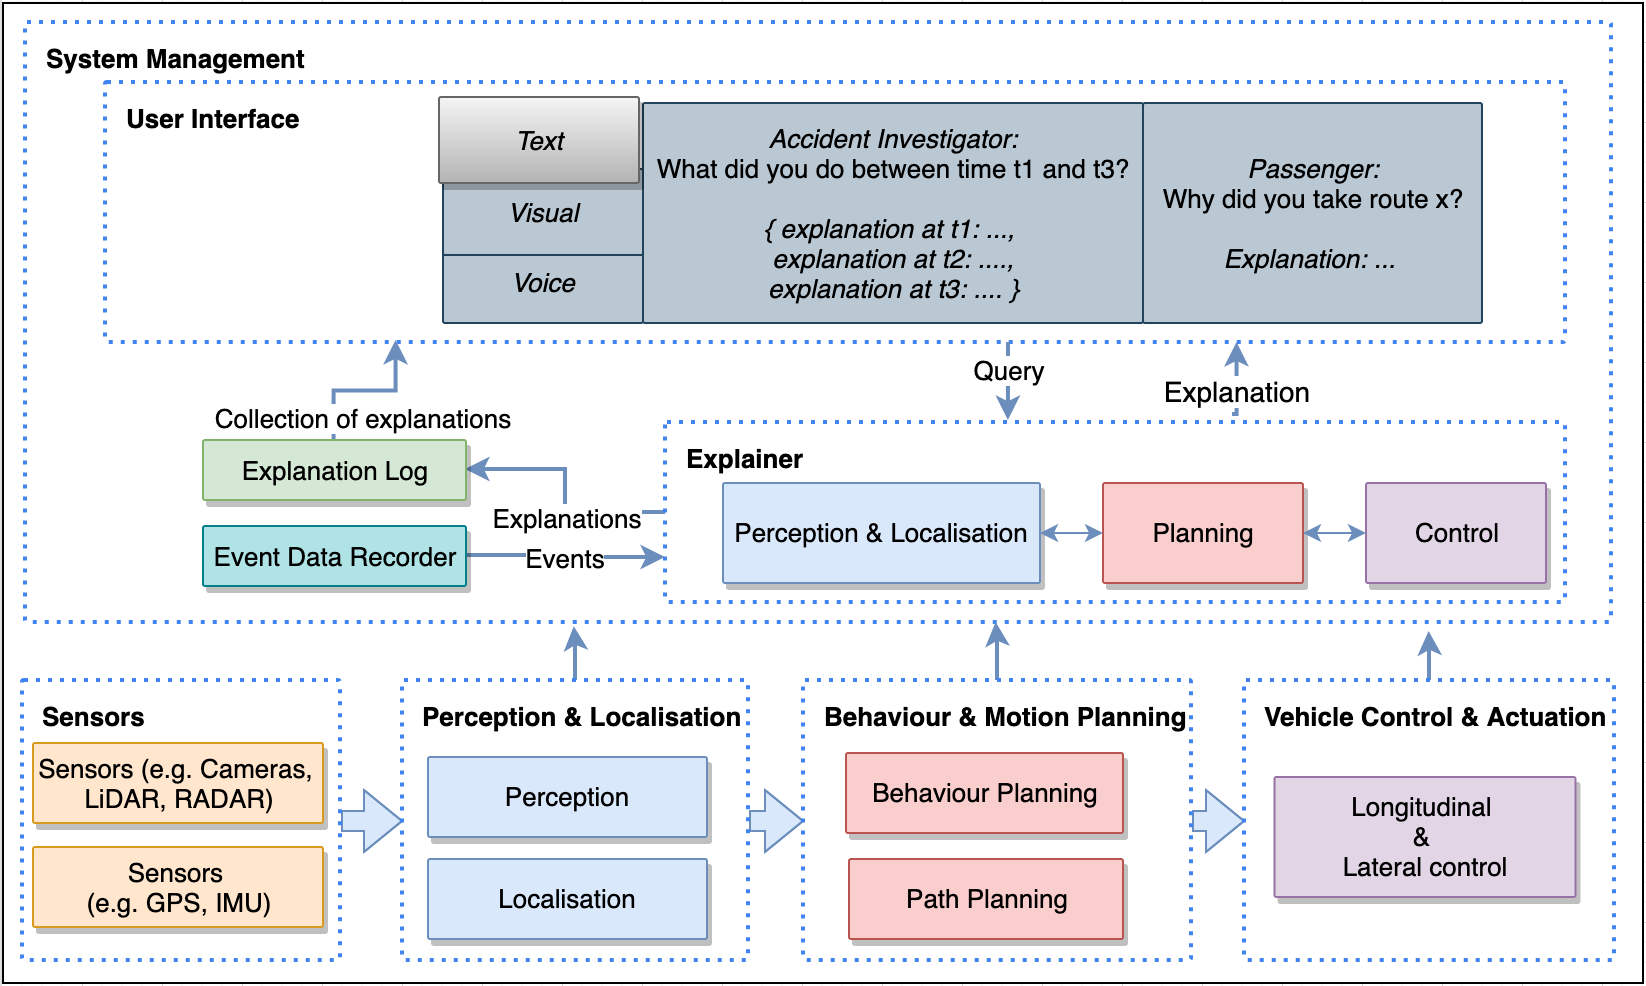 System Management
User Interface
Text
Visual
Voice
Accident Investigator:
What did you do between time t1 and t3?
{ explanation at t1: ...,
explanation at t2: ....,
explanation at t3: .... }
Passenger:
Why did you take route x?
Explanation: ...
Query
Explanation
Collection of explanations
Explanation Log
Explanations
Event Data Recorder
Events
Explainer
Perception & Localisation
Planning
Control
Sensors
Sensors (e.g. Cameras,
LiDAR, RADAR)
Sensors
(e.g. GPS, IMU)
Perception & Localisation
Perception
Localisation
Behaviour & Motion Planning
Behaviour Planning
Path Planning
Vehicle Control & Actuation
Longitudinal
&
Lateral control